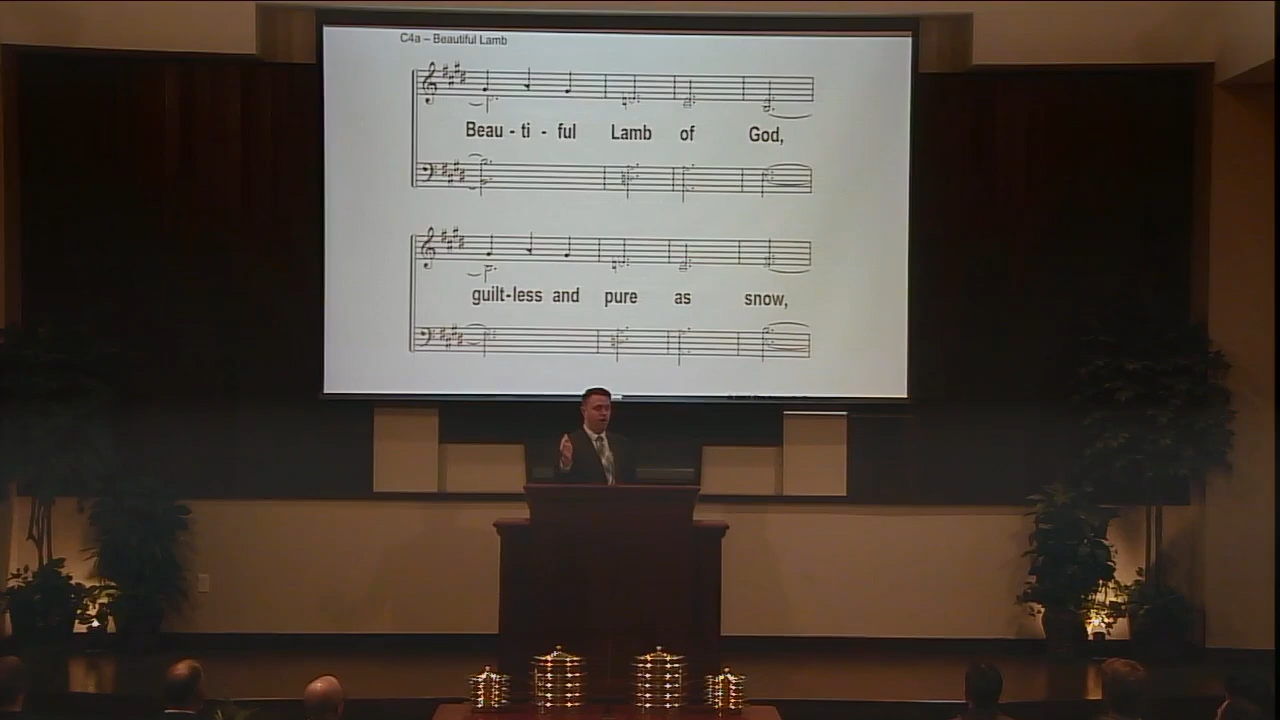 C4a – Beautiful Lamb
Beau - ti - ful Lamb of God,
guilt-less and pure as snow,